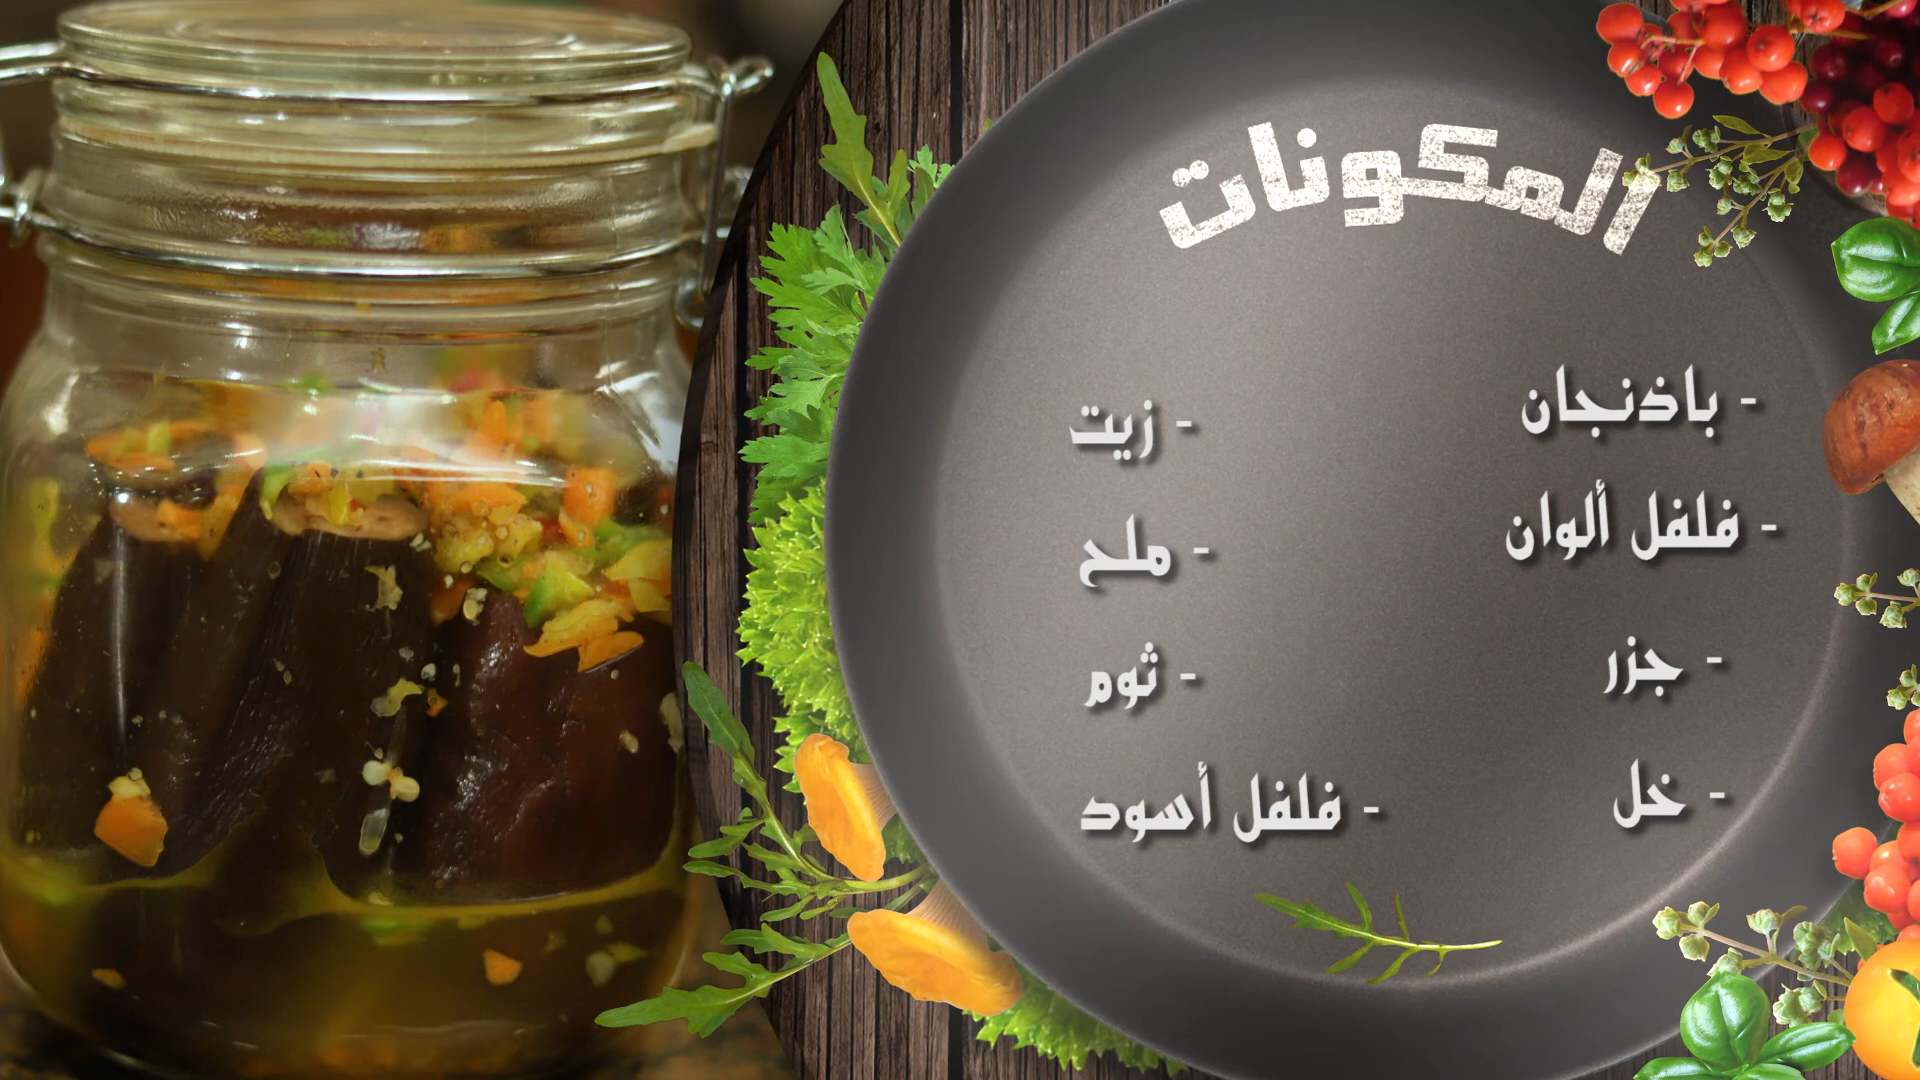 المكونات
- باذنجان
- فلفل ألوان
- جزر
- خل
- زيت
- ملح
- ثوم
- فلفل أسود